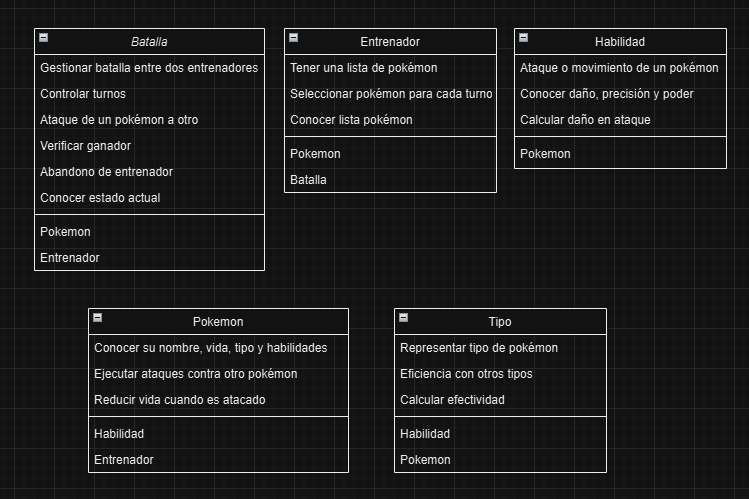 Batalla
Gestionar batalla entre dos entrenadores
Controlar turnos
Ataque de un pokémon a otro
Verificar ganador
Abandono de entrenador
Conocer estado actual
Pokemon
Entrenador
Entrenador
Tener una lista de pokémon
Seleccionar pokémon para cada turno
Conocer lista pokémon
Pokemon
Batalla
Habilidad
Ataque o movimiento de un pokémon
Conocer daño, precisión y poder
Calcular daño en ataque
Pokemon
Pokemon
Conocer su nombre, vida, tipo y habilidades
Ejecutar ataques contra otro pokémon
Reducir vida cuando es atacado
Habilidad
Entrenador
Tipo
Representar tipo de pokémon
Eficiencia con otros tipos
Calcular efectividad
Habilidad
Pokemon